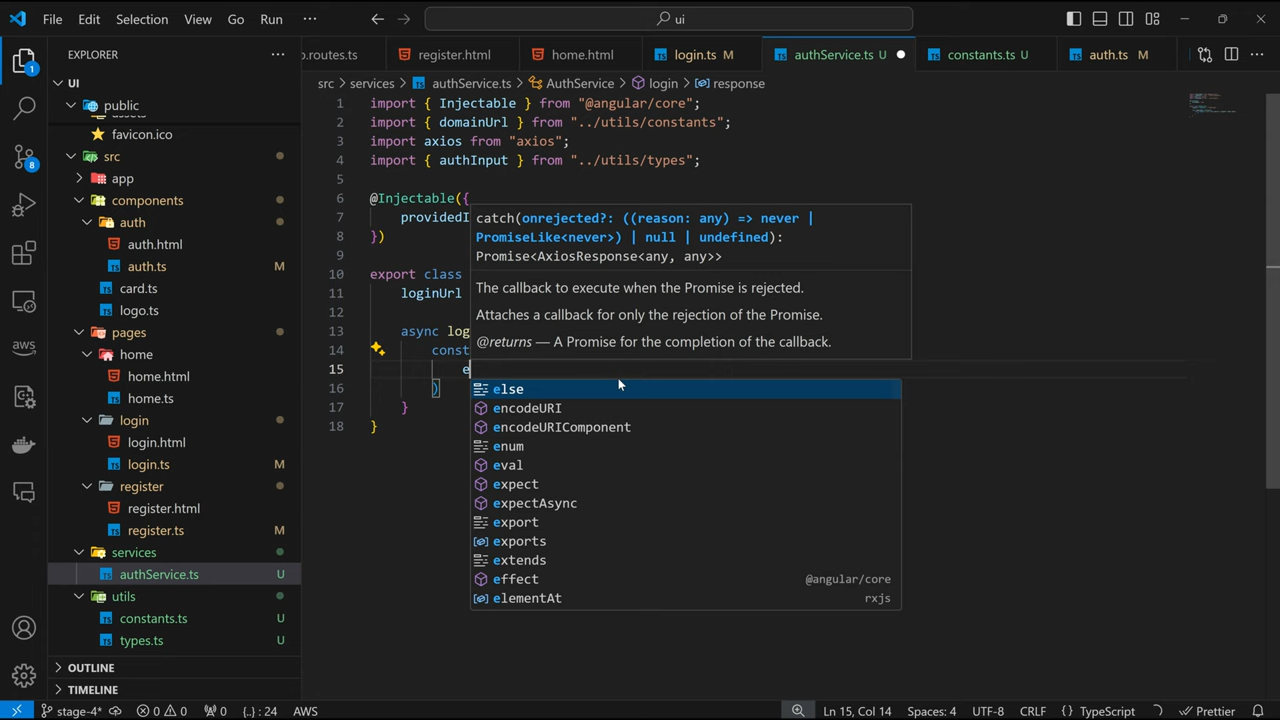 File Edit Selection View Go Run ··· ui
EXPLORER ···
p.routes.ts register.html home.html login.ts M authService.ts U constants.ts U auth.ts M ···
UI
src > services > authService.ts > AuthService > login > response
public
assets
favicon.ico
src
app
components
auth
auth.html
auth.ts M
card.ts
logo.ts
pages
home
home.html
home.ts
login
login.html
login.ts M
register
register.html
register.ts M
services
authService.ts U
utils
constants.ts U
types.ts U
OUTLINE
TIMELINE
1
8
aws
1 import { Injectable } from "@angular/core";
2 import { domainUrl } from "../utils/constants";
3 import axios from "axios";
4 import { authInput } from "../utils/types";
5
6 @Injectable({
7 providedI
8 })
9
10 export class
11 loginUrl
12
13 async log
14 const
15 e
16 )
17 }
18 }
catch(onrejected?: ((reason: any) => never |
PromiseLike<never>) | null | undefined):
Promise<AxiosResponse<any, any>>
The callback to execute when the Promise is rejected.
Attaches a callback for only the rejection of the Promise.
@returns — A Promise for the completion of the callback.
else
encodeURI
encodeURIComponent
enum
eval
expect
expectAsync
export
exports
extends
effect @angular/core
elementAt rxjs
stage-4* 0 0 0 {..} : 24 AWS Ln 15, Col 14 Spaces: 4 UTF-8 CRLF { } TypeScript Prettier